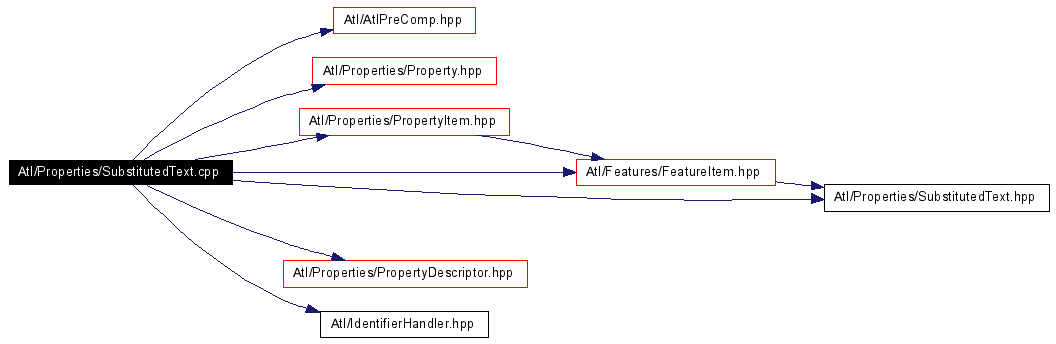 Atl/AtlPreComp.hpp
Atl/Properties/Property.hpp
Atl/Properties/PropertyItem.hpp
Atl/Properties/SubstitutedText.cpp
Atl/Features/FeatureItem.hpp
Atl/Properties/SubstitutedText.hpp
Atl/Properties/PropertyDescriptor.hpp
Atl/IdentifierHandler.hpp